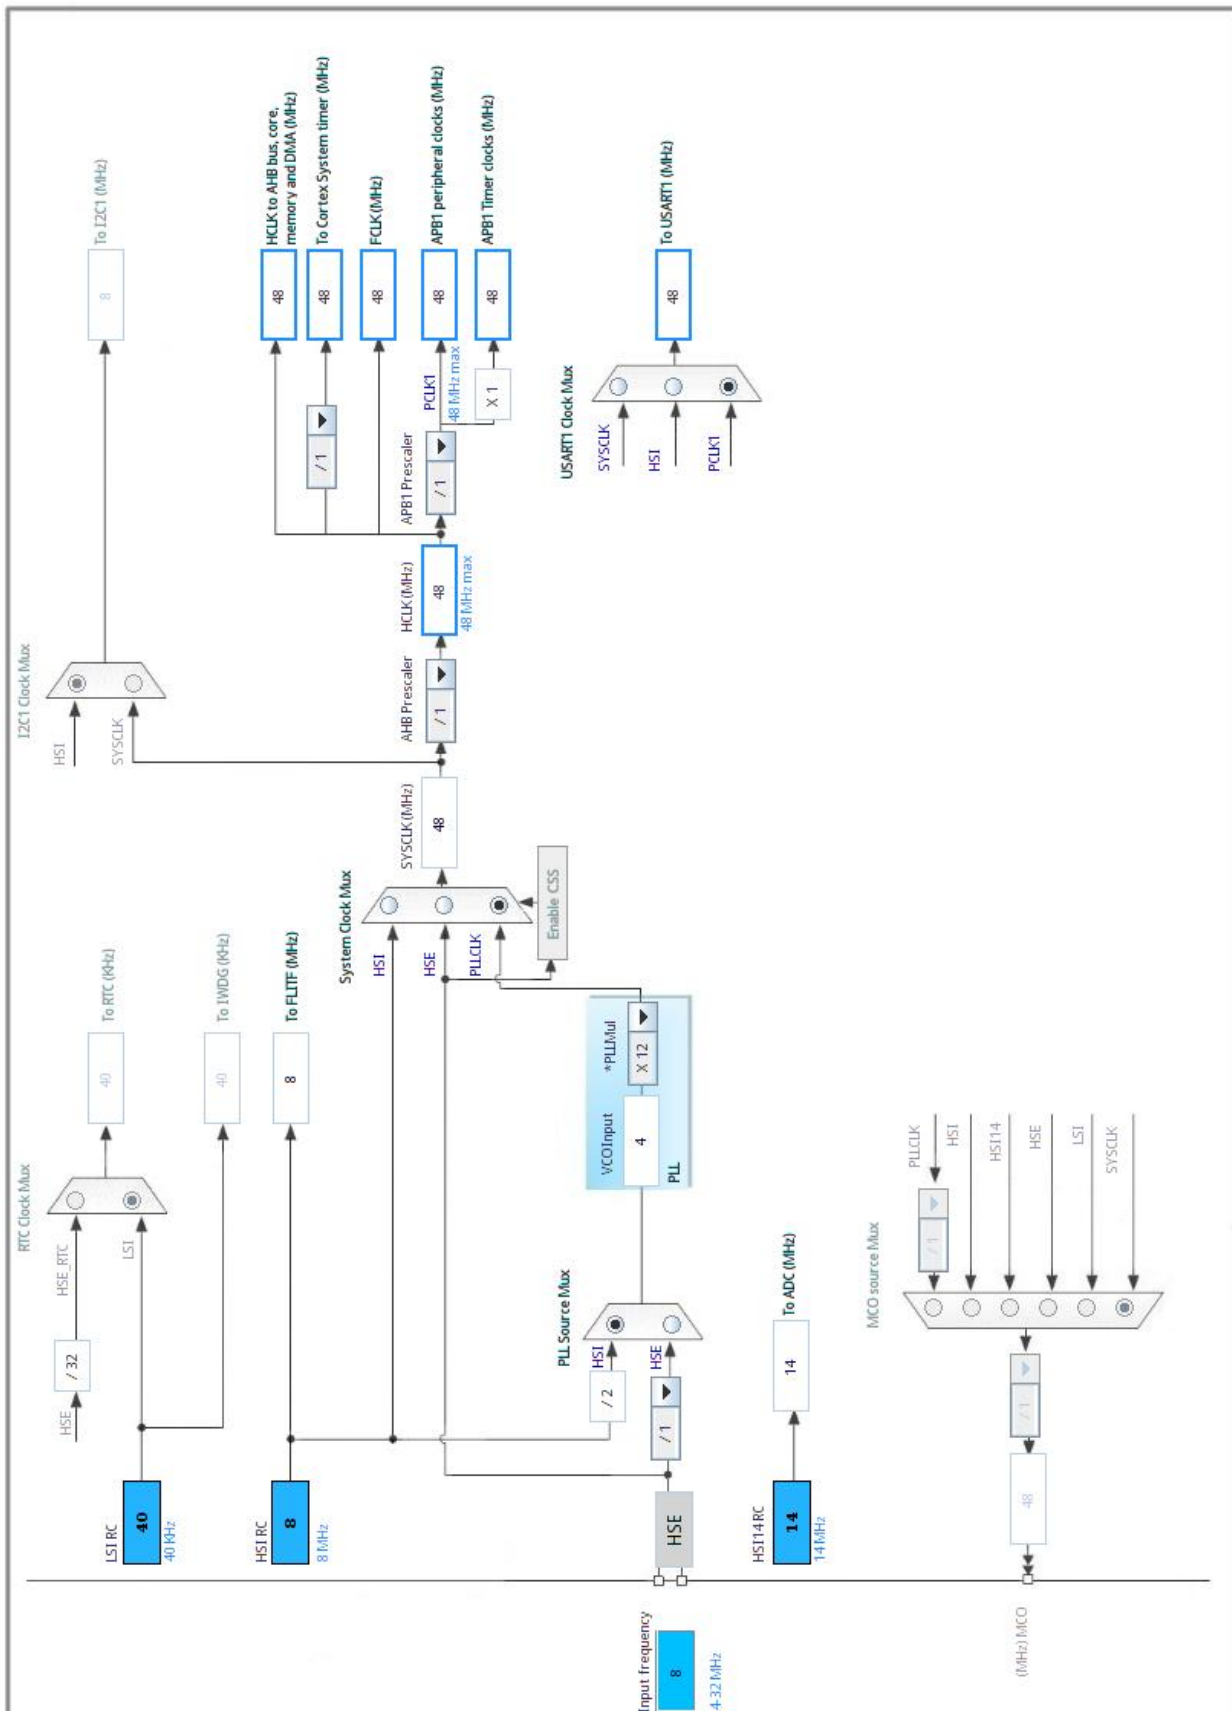 RTC Clock Mux
HSE
/ 32
HSE_RTC
LSI
40
To RTC (KHz)
LSI RC
40
40 KHz
40
To IWDG (KHz)
HSI RC
8
8 MHz
8
To FLITF (MHz)
I2C1 Clock Mux
HSI
SYSCLK
8
To I2C1 (MHz)
System Clock Mux
HSI
HSE
PLLCLK
Enable CSS
SYSCLK (MHz)
48
AHB Prescaler
/ 1
HCLK (MHz)
48
48 MHz max
48
HCLK to AHB bus, core,
memory and DMA (MHz)
/ 1
48
To Cortex System timer (MHz)
48
FCLK (MHz)
APB1 Prescaler
/ 1
PCLK1
48 MHz max
48
APB1 peripheral clocks (MHz)
X 1
48
APB1 Timer clocks (MHz)
PLL Source Mux
/ 2
HSI
HSE
/ 1
VCOInput
4
*PLLMul
X 12
PLL
Input frequency
8
4-32 MHz
HSE
USART1 Clock Mux
SYSCLK
HSI
PCLK1
48
To USART1 (MHz)
HSI14 RC
14
14 MHz
14
To ADC (MHz)
MCO source Mux
PLLCLK
/ 1
HSI
HSI14
HSE
LSI
SYSCLK
/ 1
48
(MHz) MCO